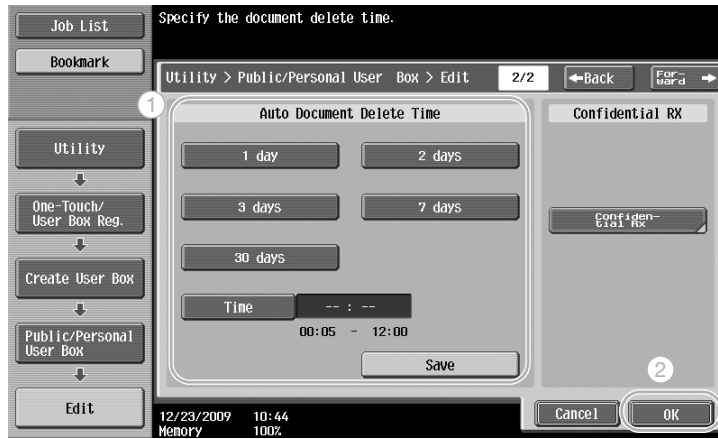 Job List
Bookmark
Specify the document delete time.
Utility > Public/Personal User Box > Edit
2/2
←Back
For-
ward
→
1
Auto Document Delete Time
1 day
2 days
3 days
7 days
30 days
Time
-- : --
00:05 - 12:00
Save
Confidential RX
Confiden-
tial Rx
Utility
One-Touch/
User Box Reg.
Create User Box
Public/Personal
User Box
Edit
2
12/23/2009 10:44
Memory 100%
Cancel
OK